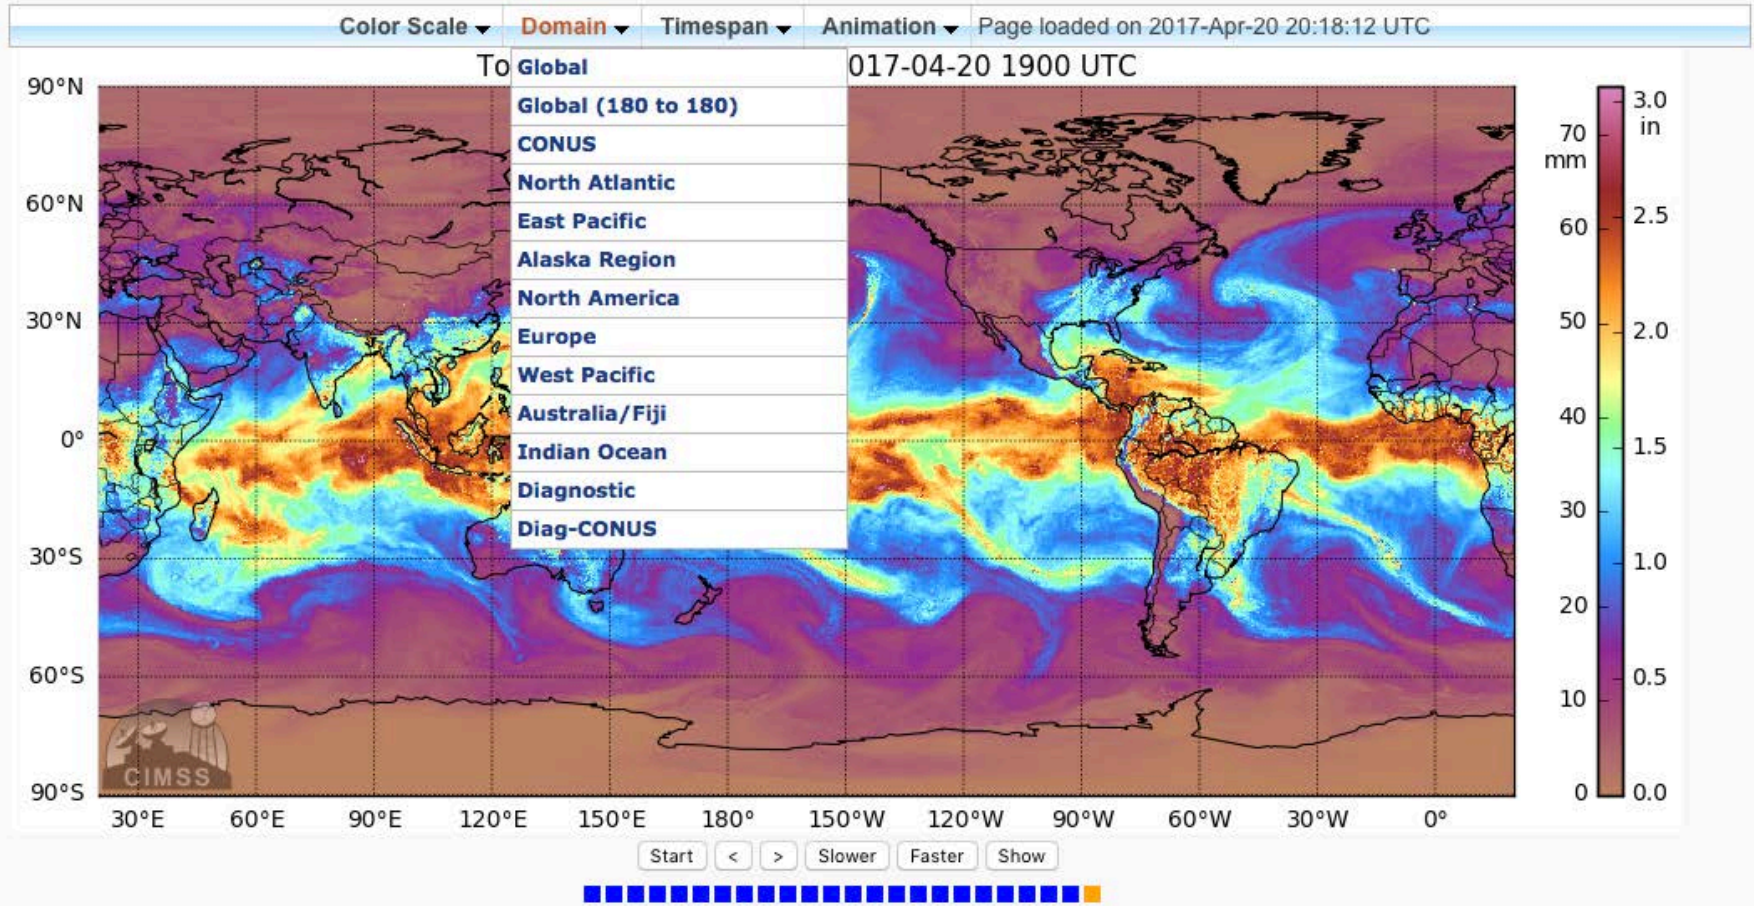 Color Scale Domain Timespan Animation Page loaded on 2017-Apr-20 20:18:12 UTC
To 017-04-20 1900 UTC
Global
Global (180 to 180)
CONUS
North Atlantic
East Pacific
Alaska Region
North America
Europe
West Pacific
Australia/Fiji
Indian Ocean
Diagnostic
Diag-CONUS
90°N
60°N
30°N
0°
30°S
60°S
90°S
30°E 60°E 90°E 120°E 150°E 180° 150°W 120°W 90°W 60°W 30°W 0°
70
mm
60
50
40
30
20
10
0
3.0
in
2.5
2.0
1.5
1.0
0.5
0.0
CIMSS
Start < > Slower Faster Show